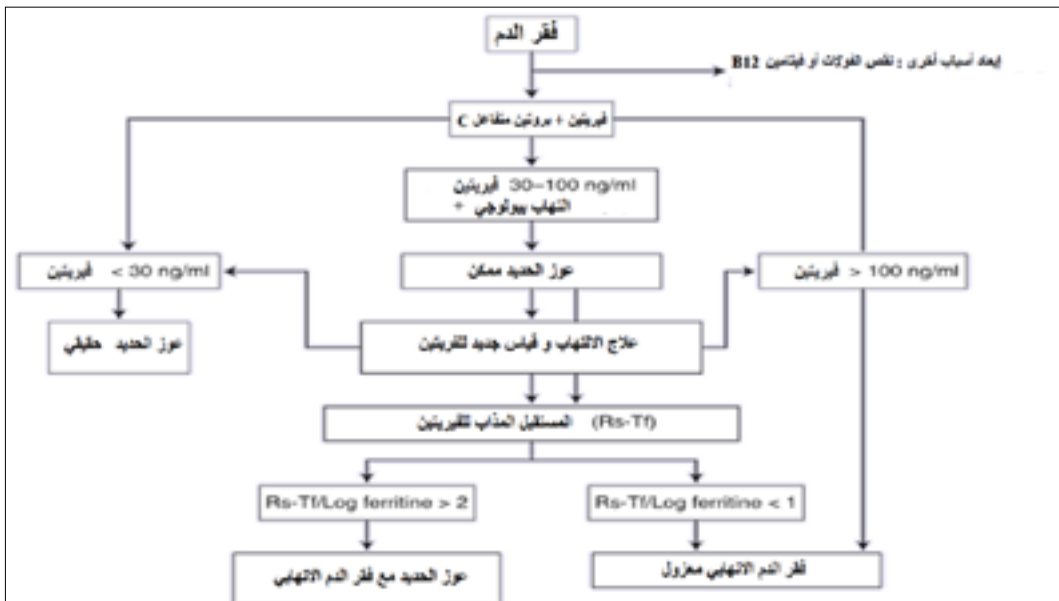 فقر الدم
إبعاد أسباب أخرى : نقص الفولات أو فيتامين B12
فيريتين + بروتين متفاعل C
30–100 ng/ml فيريتين
التهاب بيولوجي +
< 30 ng/ml فيريتين
عوز الحديد ممكن
> 100 ng/ml فيريتين
عوز الحديد حقيقي
علاج الالتهاب و قياس جديد للفريتين
المستقبل المذاب للفيريتين (Rs-Tf)
Rs-Tf/Log ferritine > 2
Rs-Tf/Log ferritine < 1
عوز الحديد مع فقر الدم الالتهابي
فقر الدم الالتهابي معزول